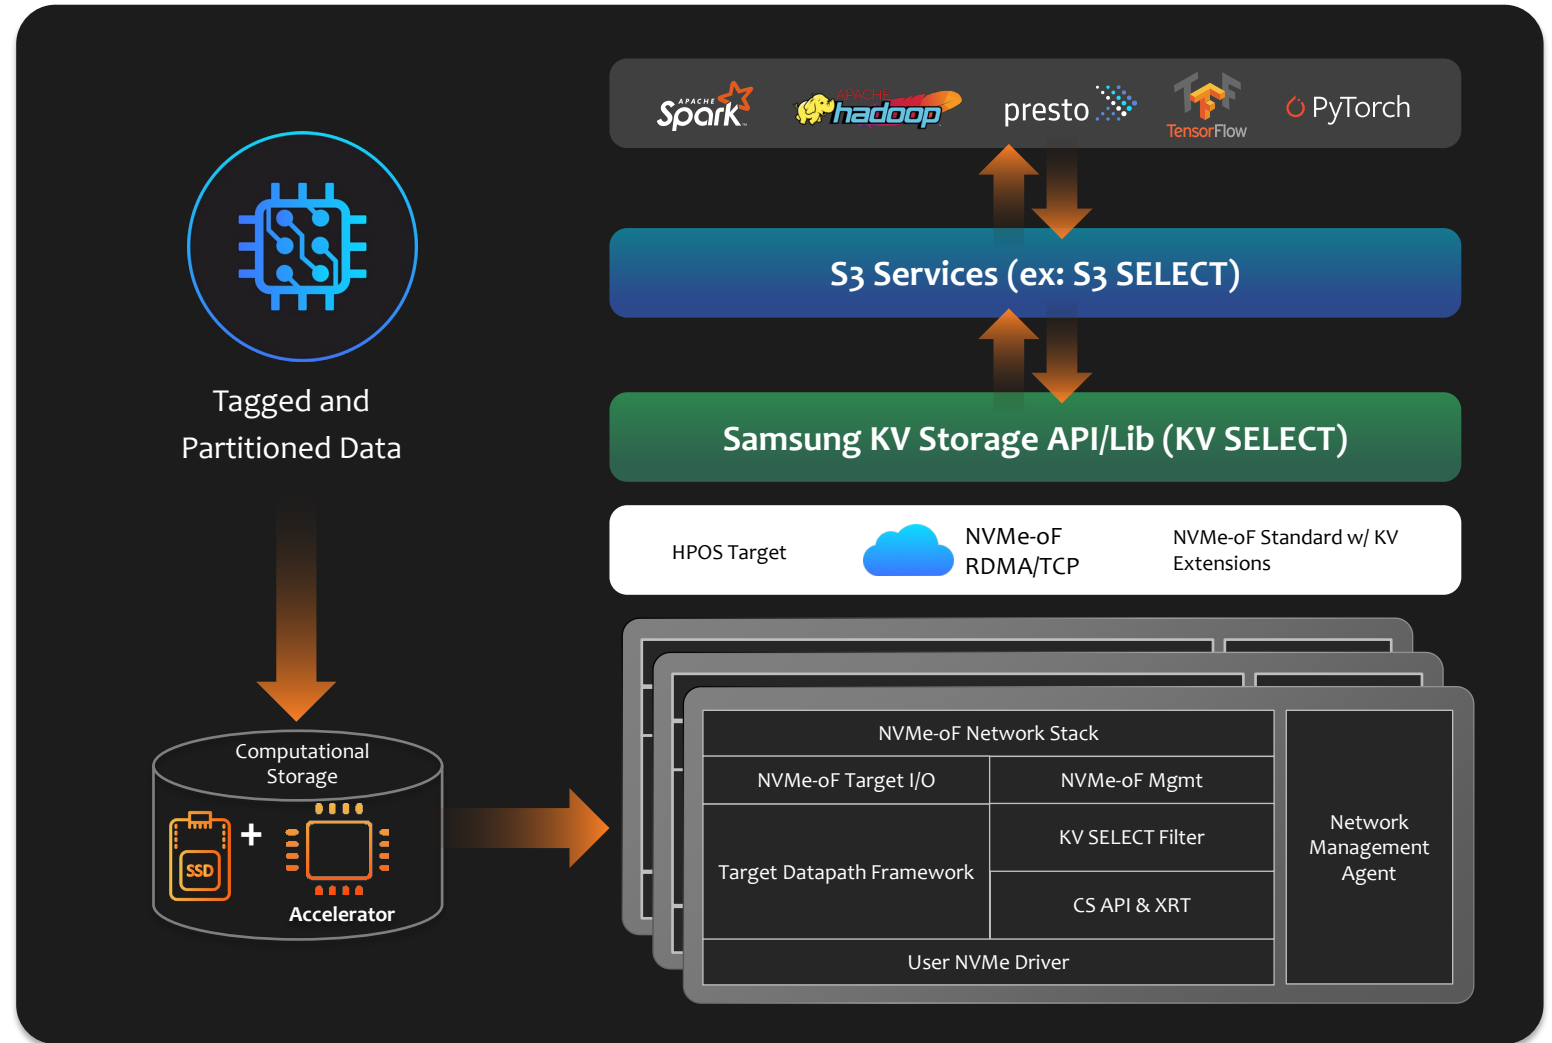 APACHE
Spark
APACHE
hadoop
presto
TensorFlow
PyTorch
S3 Services (ex: S3 SELECT)
Tagged and
Partitioned Data
Samsung KV Storage API/Lib (KV SELECT)
HPOS Target
NVMe-oF
RDMA/TCP
NVMe-oF Standard w/ KV
Extensions
Computational
Storage
SSD
+
Accelerator
NVMe-oF Network Stack
NVMe-oF Target I/O
NVMe-oF Mgmt
Target Datapath Framework
KV SELECT Filter
CS API & XRT
User NVMe Driver
Network
Management
Agent